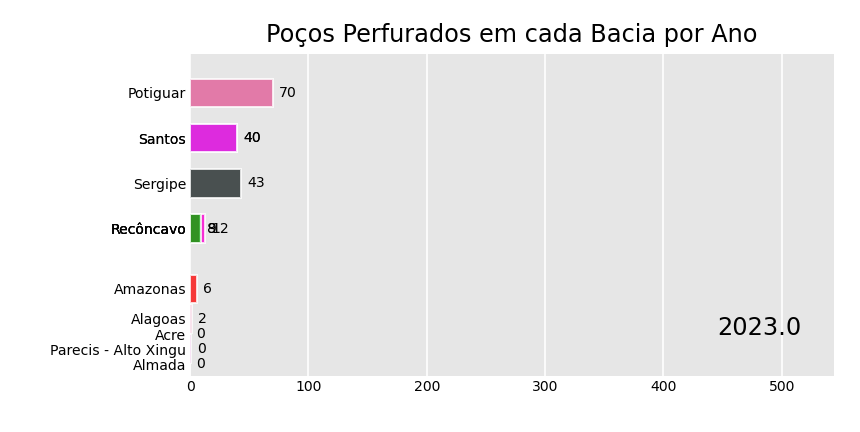 Poços Perfurados em cada Bacia por Ano
Potiguar 70
Santos 40
Sergipe 43
Recôncavo 12
Amazonas 6
Alagoas 2
Acre 0
Parecis - Alto Xingu 0
Almada 0
2023.0
0 100 200 300 400 500